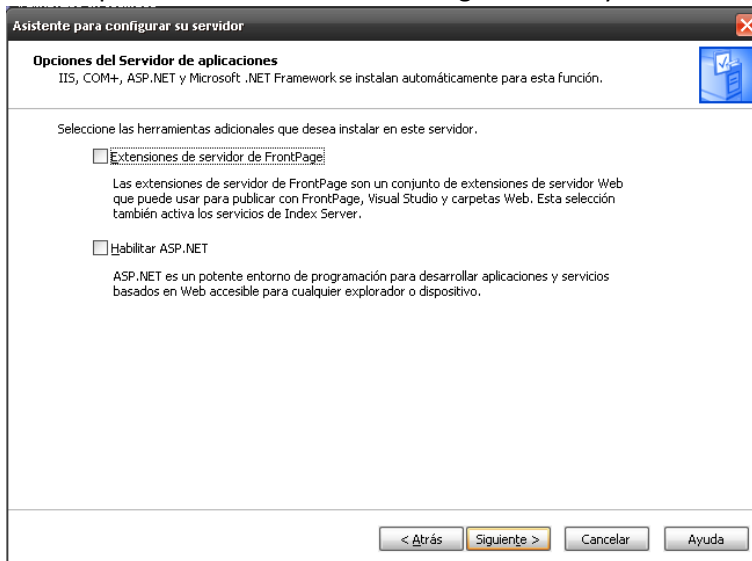 Asistente para configurar su servidor
Opciones del Servidor de aplicaciones
IIS, COM+, ASP.NET y Microsoft .NET Framework se instalan automáticamente para esta función.
Seleccione las herramientas adicionales que desea instalar en este servidor.
Extensiones de servidor de FrontPage
Las extensiones de servidor de FrontPage son un conjunto de extensiones de servidor Web
que puede usar para publicar con FrontPage, Visual Studio y carpetas Web. Esta selección
también activa los servicios de Index Server.
Habilitar ASP.NET
ASP.NET es un potente entorno de programación para desarrollar aplicaciones y servicios
basados en Web accesible para cualquier explorador o dispositivo.
< Atrás Siguiente > Cancelar Ayuda